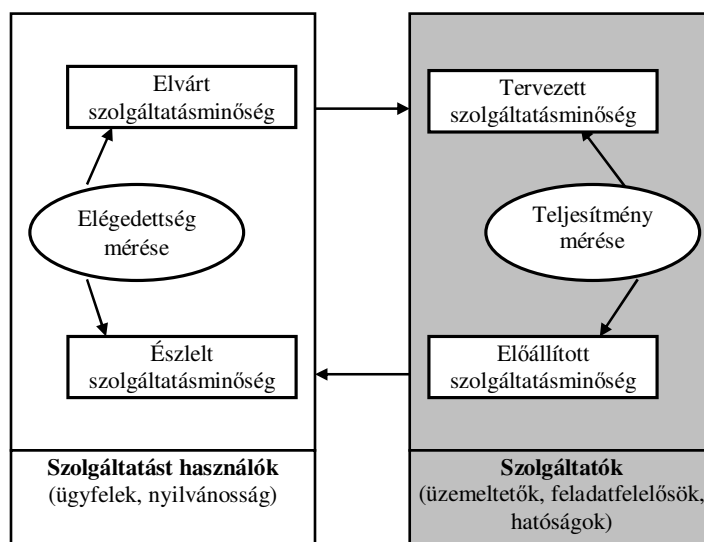 Elvárt
szolgáltatásminőség
Elégedettség
mérése
Észlelt
szolgáltatásminőség
Szolgáltatást használók
(ügyfelek, nyilvánosság)
Tervezett
szolgáltatásminőség
Teljesítmény
mérése
Előállított
szolgáltatásminőség
Szolgáltatók
(üzemeltetők, feladatfelelősök,
hatóságok)